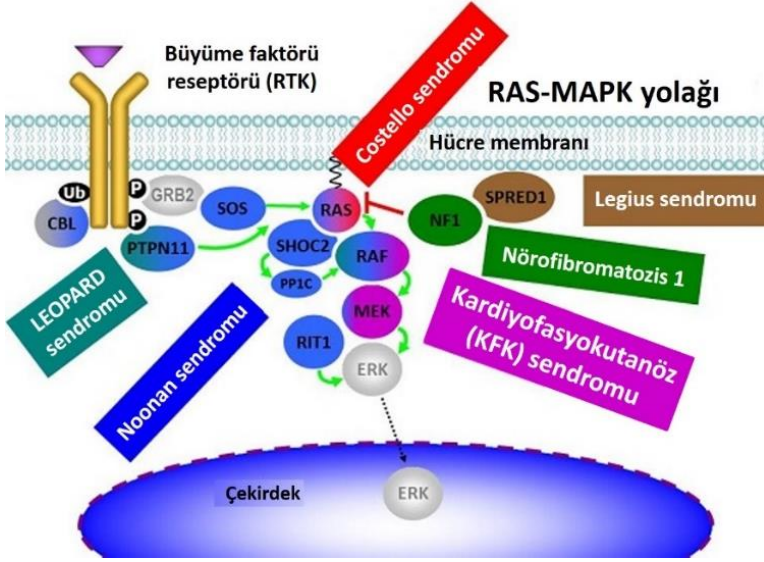 Büyüme faktörü
reseptörü (RTK)
Costello sendromu
RAS-MAPK yolağı
Hücre membranı
Ub
P
GRB2
SPRED1
Legius sendromu
CBL
SOS
RAS
NF1
P
PTPN11
SHOC2
RAF
Nörofibromatozis 1
PP1C
LEOPARD
sendromu
Noonan sendromu
MEK
Kardiyofasyokutanöz
(KFK) sendromu
RIT1
ERK
Çekirdek
ERK